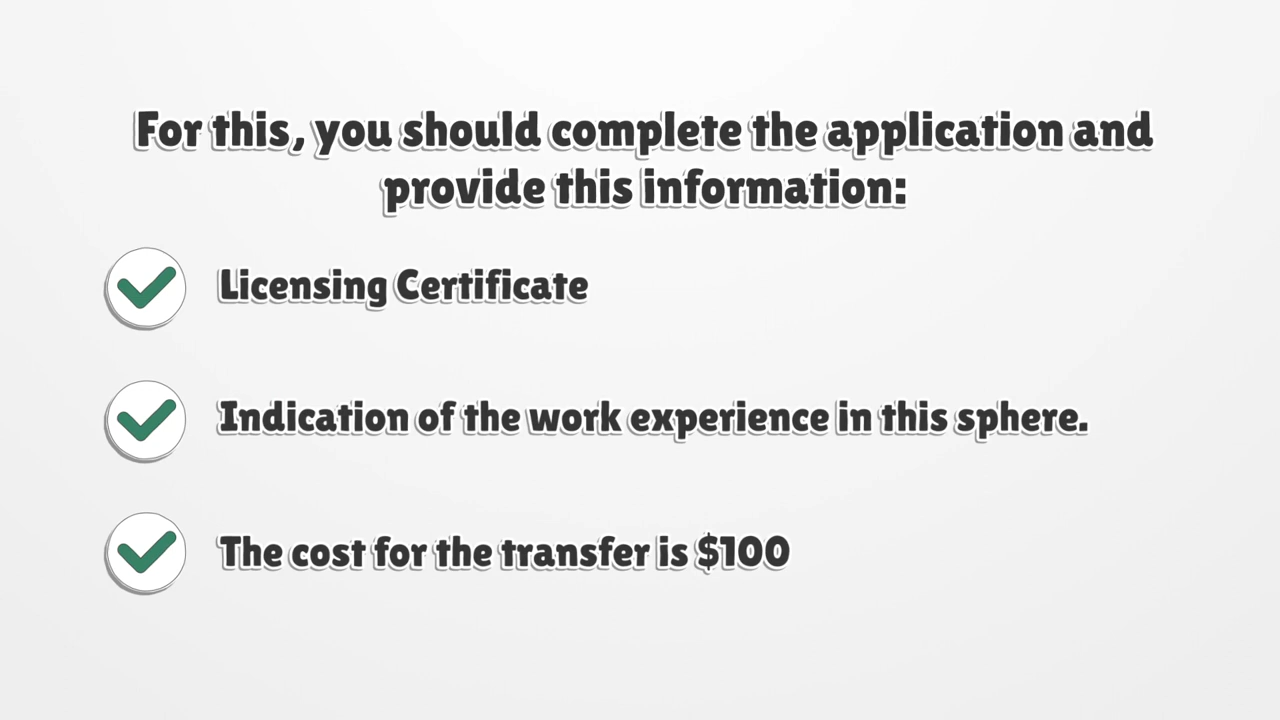 For this, you should complete the application and
provide this information:
Licensing Certificate
Indication of the work experience in this sphere.
The cost for the transfer is $100